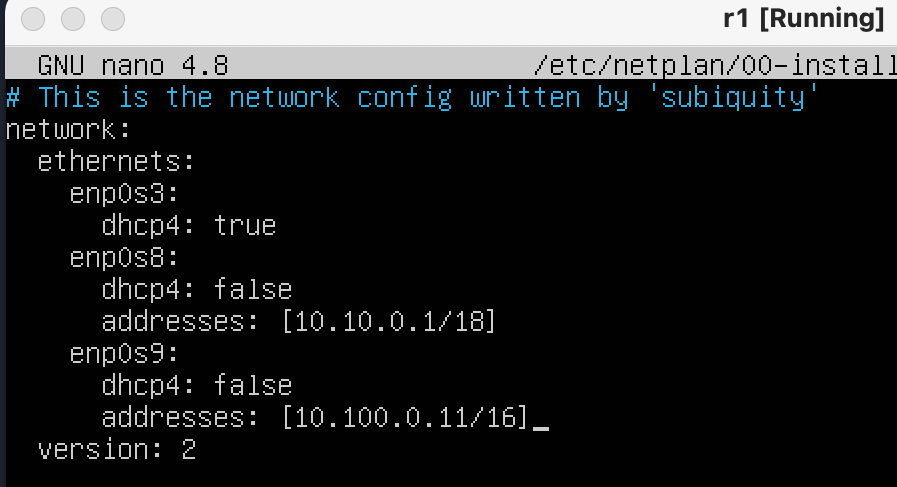 r1 [Running]
GNU nano 4.8 /etc/netplan/00-install
# This is the network config written by 'subiquity'
network:
  ethernets:
    enp0s3:
      dhcp4: true
    enp0s8:
      dhcp4: false
      addresses: [10.10.0.1/18]
    enp0s9:
      dhcp4: false
      addresses: [10.100.0.11/16]_
  version: 2